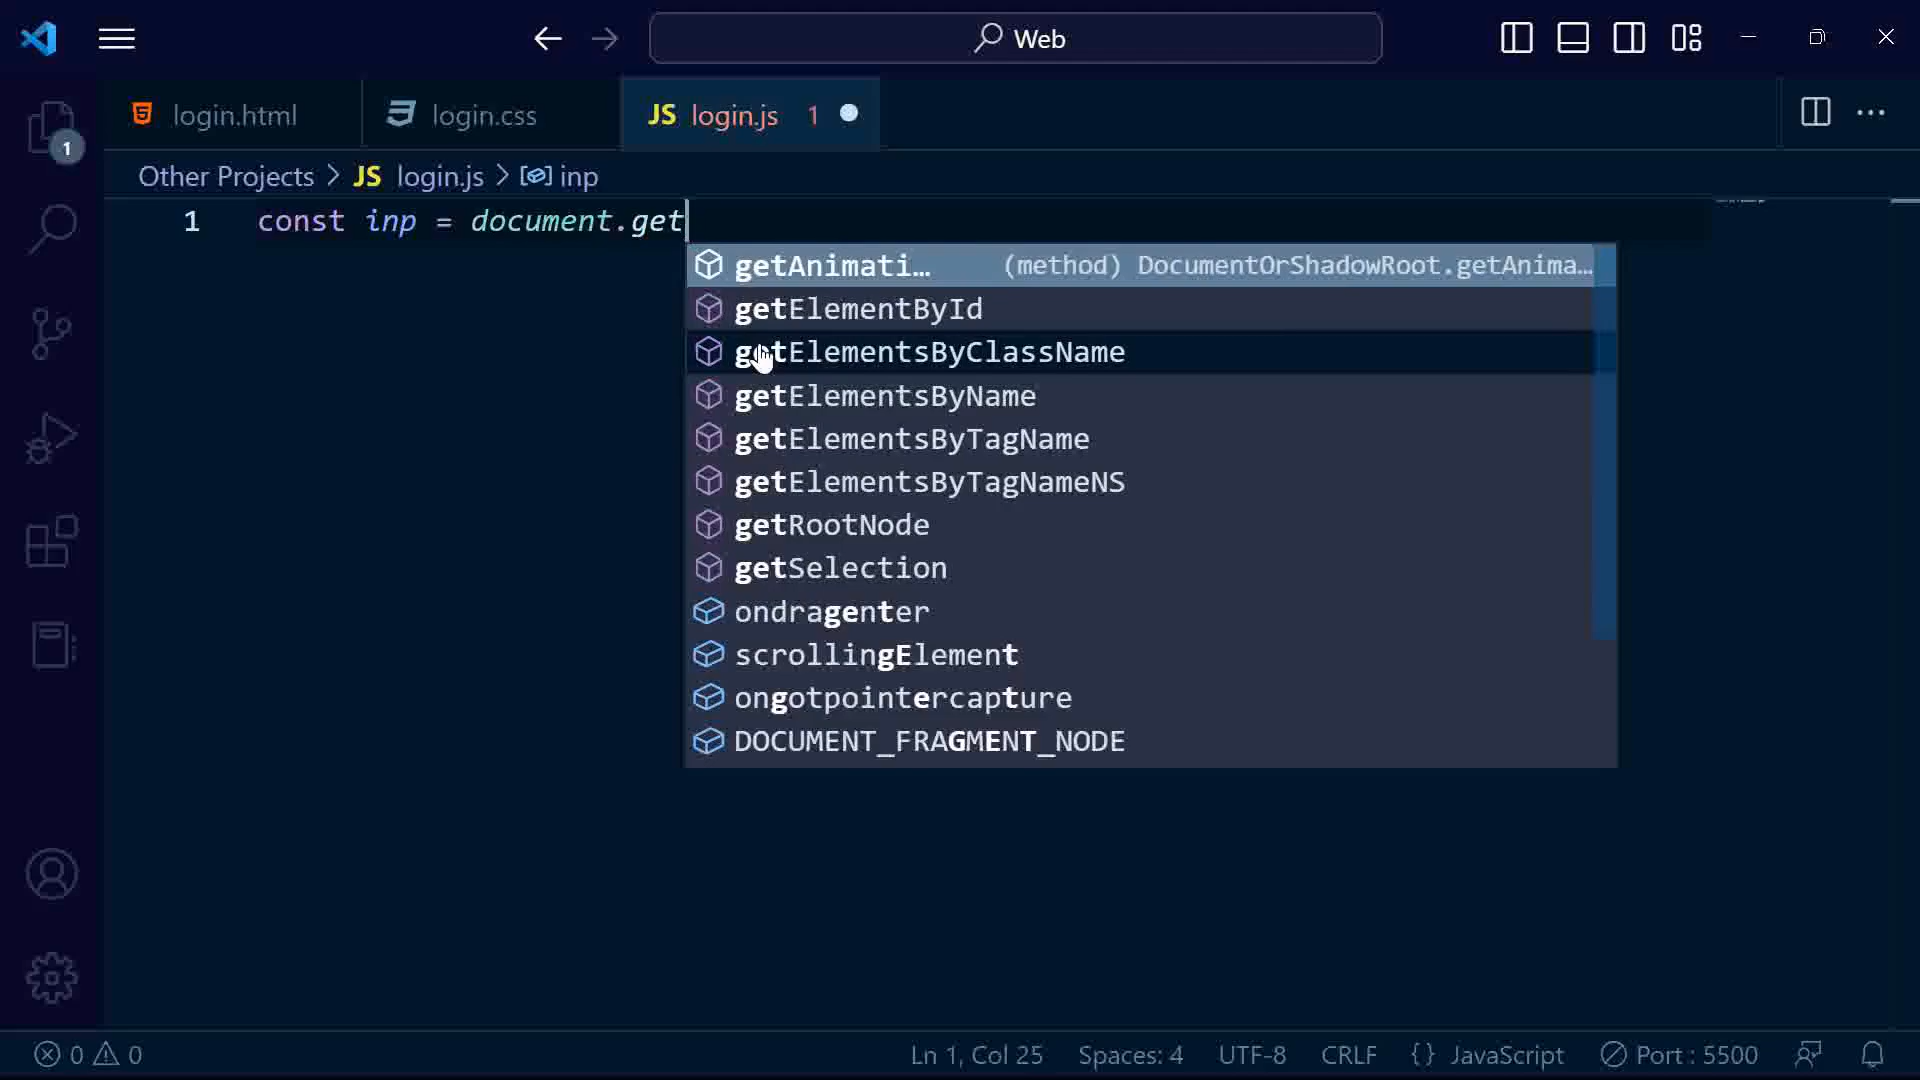 Web
login.html
login.css
JS login.js 1
1
Other Projects > JS login.js > inp
1 const inp = document.get
getAnimati… (method) DocumentOrShadowRoot.getAnima…
getElementById
getElementsByClassName
getElementsByName
getElementsByTagName
getElementsByTagNameNS
getRootNode
getSelection
ondragenter
scrollingElement
ongotpointercapture
DOCUMENT_FRAGMENT_NODE
0 0 Ln 1, Col 25 Spaces: 4 UTF-8 CRLF {} JavaScript Port : 5500